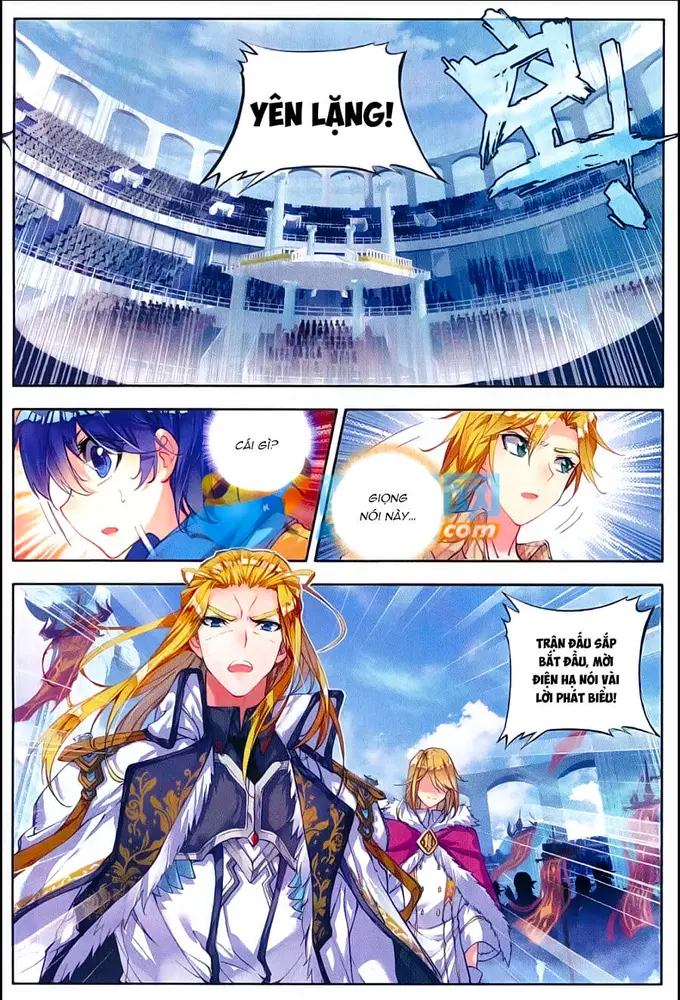 YÊN LẶNG!
CÁI GÌ?
GIỌNG
NÓI NÀY...
com
TRẬN ĐẤU SẮP
BẮT ĐẦU, MỜI
ĐIỆN HẠ NÓI VÀI
LỜI PHÁT BIỂU!